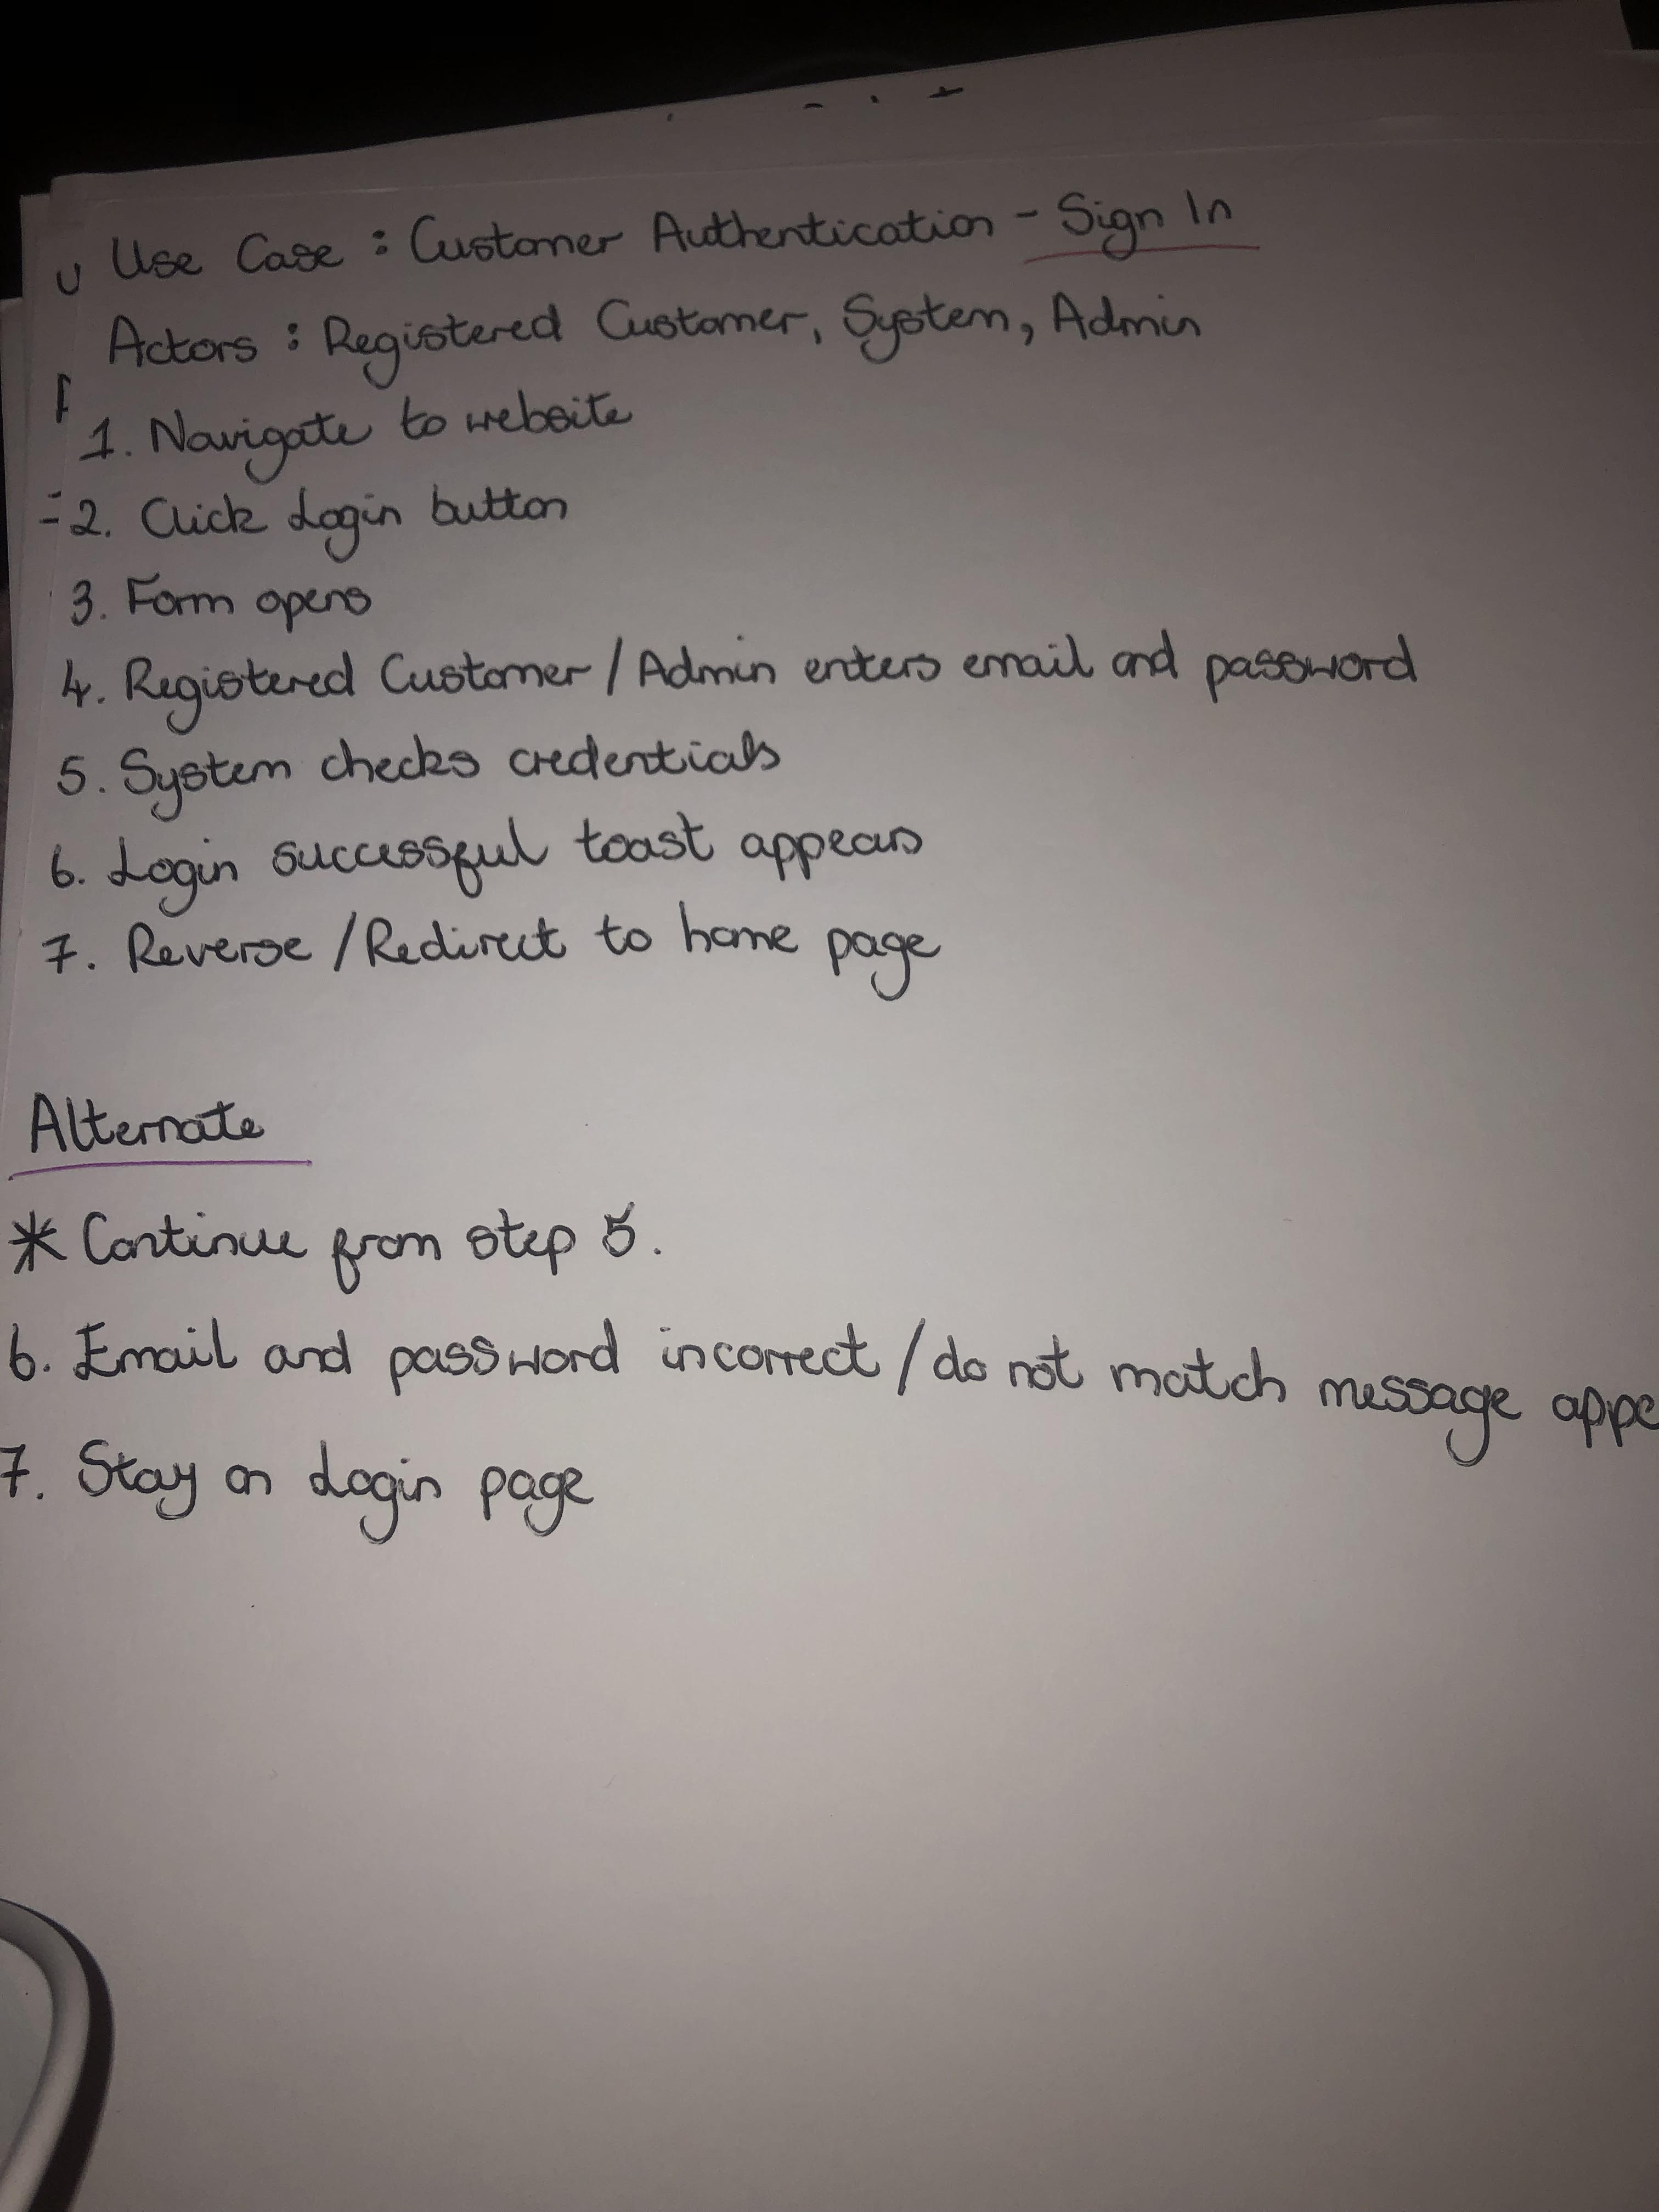 Use Case : Customer Authentication - Sign In
Actors : Registered Customer, System, Admin
1. Navigate to website
2. Click Login button
3. Form opens
4. Registered Customer / Admin enters email and password
5. System checks credentials
6. Login successful toast appears
7. Reverse / Redirect to home page
Alternate
* Continue from step 5.
6. Email and password incorrect / do not match message appe
7. Stay on Login page